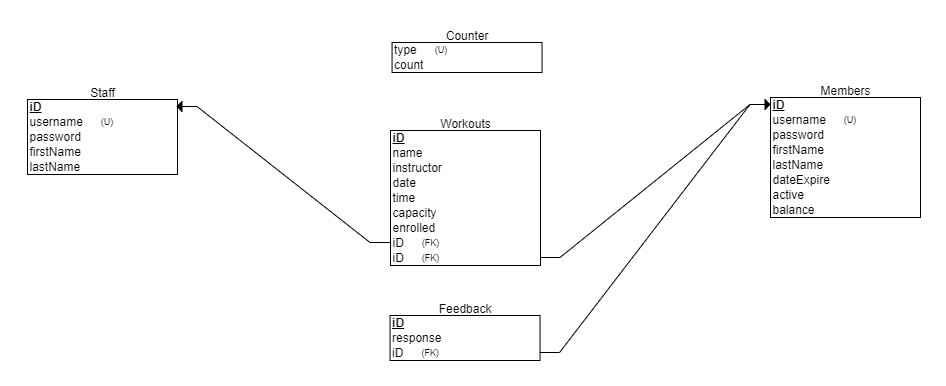 Counter
type (U)
count
Staff
iD
username (U)
password
firstName
lastName
Workouts
iD
name
instructor
date
time
capacity
enrolled
iD (FK)
iD (FK)
Members
iD
username (U)
password
firstName
lastName
dateExpire
active
balance
Feedback
iD
response
iD (FK)